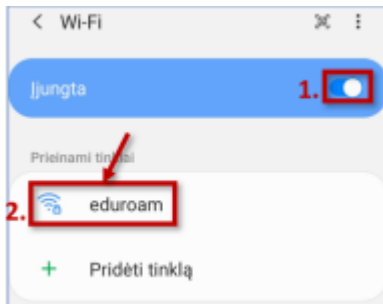 Wi-Fi
Įjungta 1.
Prieinami tinklai
2. eduroam
Pridėti tinklą